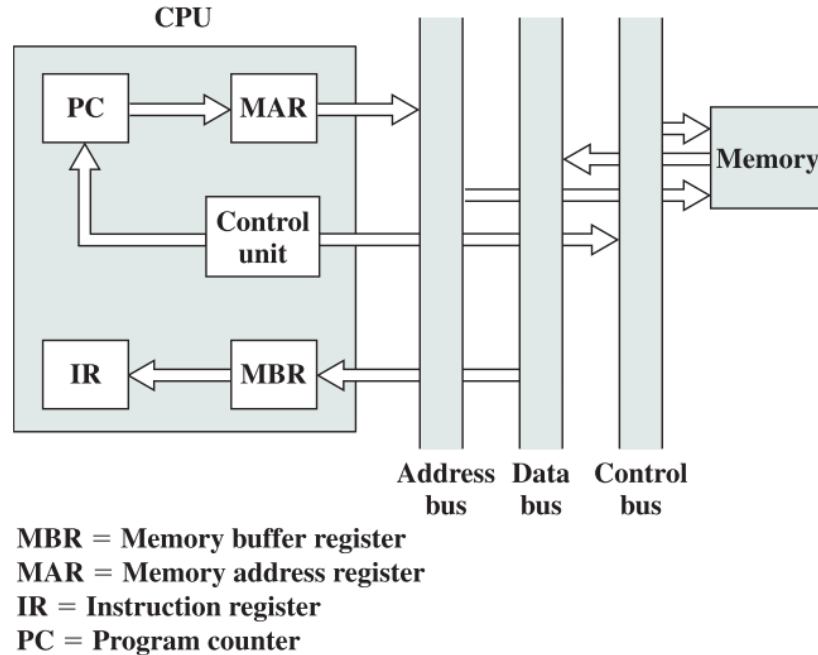 CPU
PC
MAR
Memory
Control
unit
IR
MBR
Address
bus
Data
bus
Control
bus
MBR = Memory buffer register
MAR = Memory address register
IR = Instruction register
PC = Program counter